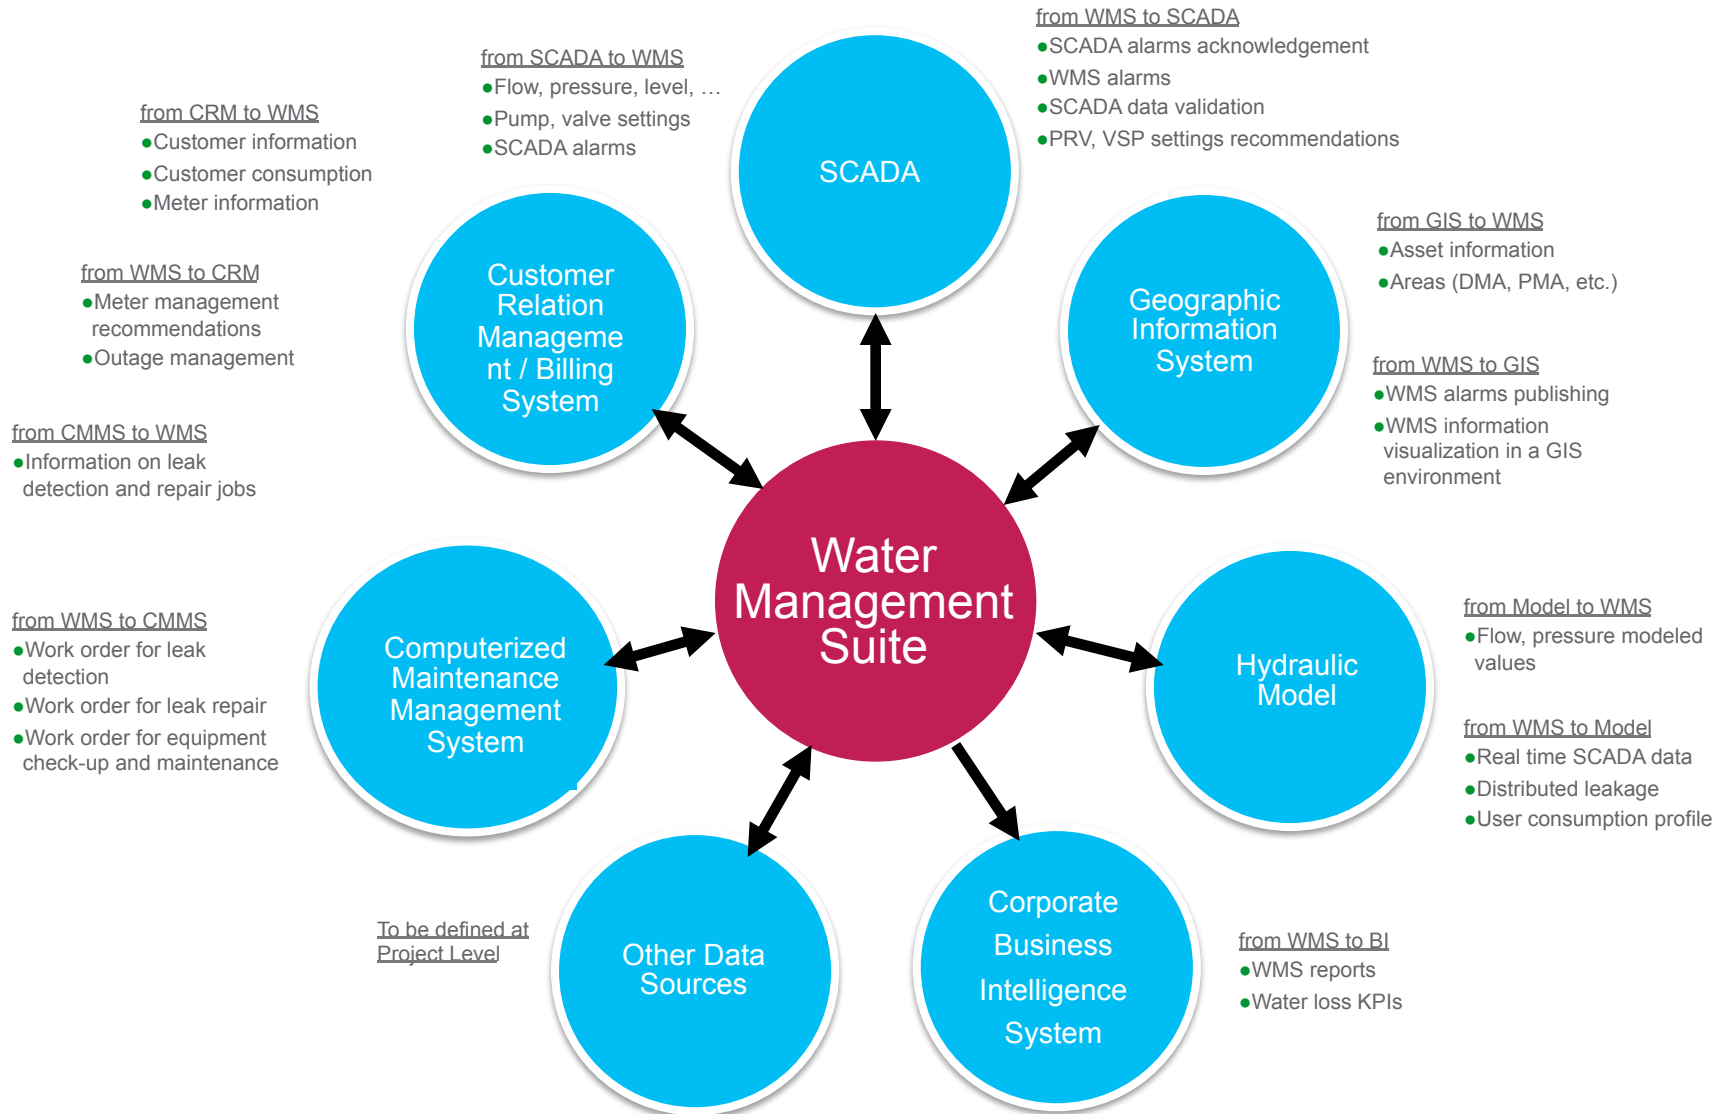 from WMS to SCADA
●SCADA alarms acknowledgement
●WMS alarms
●SCADA data validation
●PRV, VSP settings recommendations
from SCADA to WMS
●Flow, pressure, level, …
●Pump, valve settings
●SCADA alarms
from CRM to WMS
●Customer information
●Customer consumption
●Meter information
SCADA
from GIS to WMS
●Asset information
●Areas (DMA, PMA, etc.)
from WMS to CRM
●Meter management
recommendations
●Outage management
Customer
Relation
Manageme
nt / Billing
System
Geographic
Information
System
from WMS to GIS
●WMS alarms publishing
●WMS information
visualization in a GIS
environment
from CMMS to WMS
●Information on leak
detection and repair jobs
Water
Management
Suite
from WMS to CMMS
●Work order for leak
detection
●Work order for leak repair
●Work order for equipment
check-up and maintenance
Computerized
Maintenance
Management
System
Hydraulic
Model
from Model to WMS
●Flow, pressure modeled
values
from WMS to Model
●Real time SCADA data
●Distributed leakage
●User consumption profile
To be defined at
Project Level
Other Data
Sources
Corporate
Business
Intelligence
System
from WMS to BI
●WMS reports
●Water loss KPIs